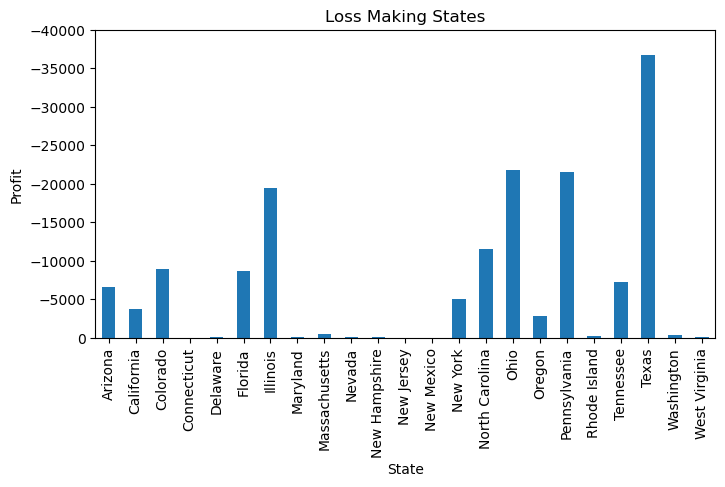 Loss Making States
Profit
−40000
−35000
−30000
−25000
−20000
−15000
−10000
−5000
0
Arizona
California
Colorado
Connecticut
Delaware
Florida
Illinois
Maryland
Massachusetts
Nevada
New Hampshire
New Jersey
New Mexico
New York
North Carolina
Ohio
Oregon
Pennsylvania
Rhode Island
Tennessee
Texas
Washington
West Virginia
State